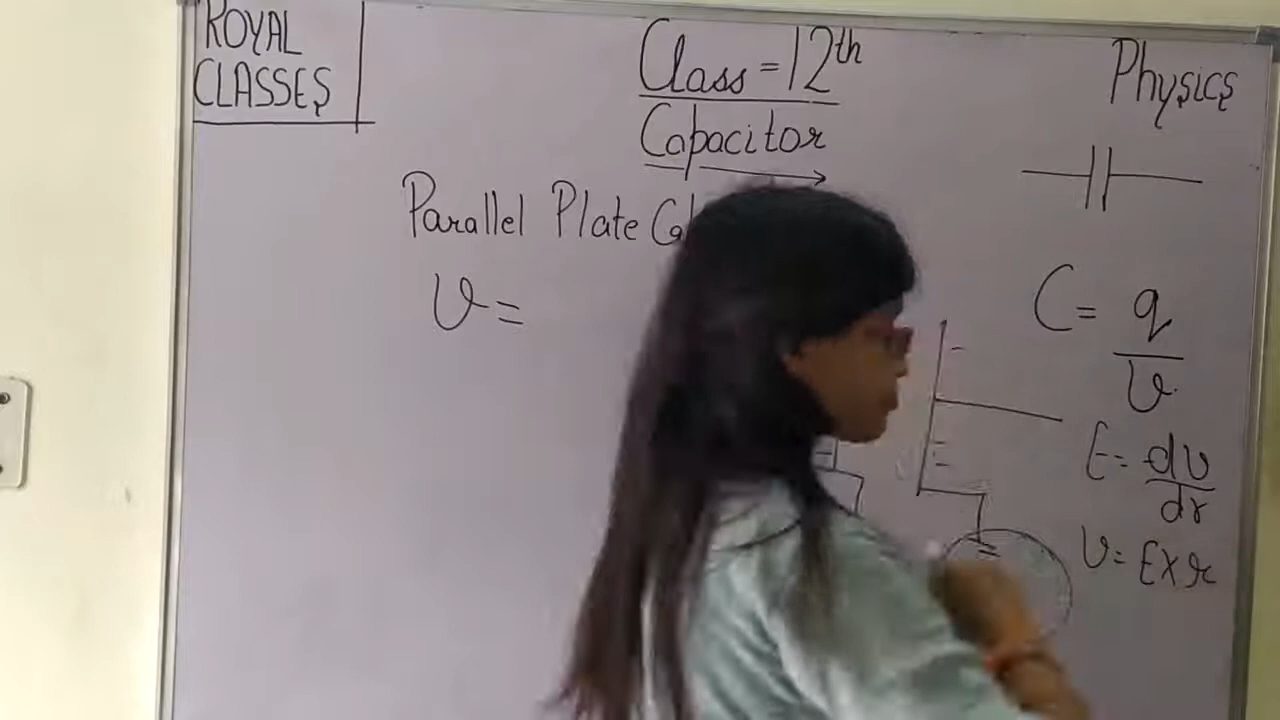 ROYAL
CLASSES
Class = 12th
Capacitor
Physics
Parallel Plate
V =
C = q/V
E = dv/dr
V = E x r